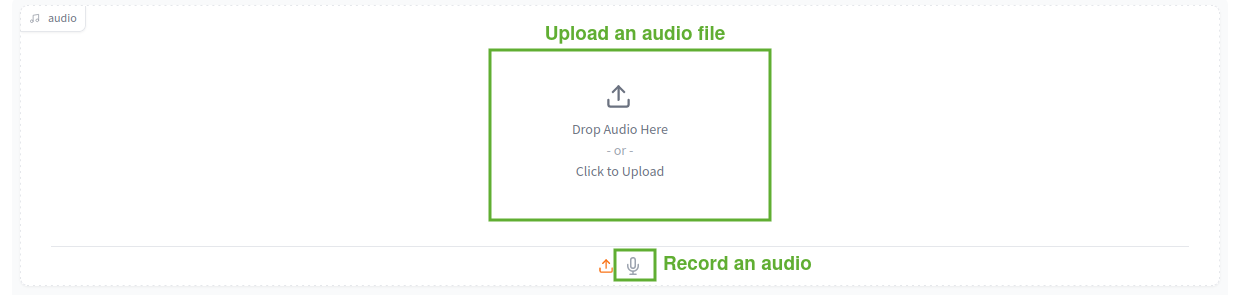 audio
Upload an audio file
Drop Audio Here
- or -
Click to Upload
Record an audio